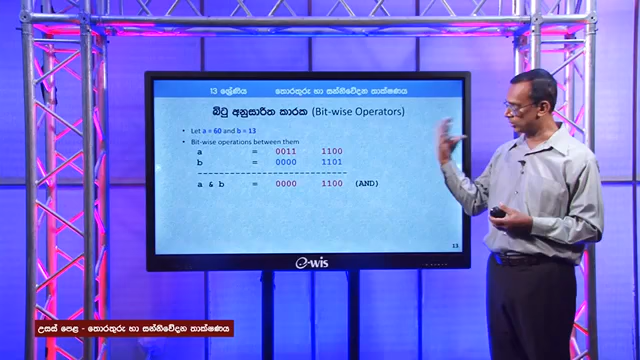 13 ශ්‍රේණිය තොරතුරු හා සන්නිවේදන තාක්ෂණය
බිටු අනුසාරිත කාරක (Bit-wise Operators)
• Let a = 60 and b = 13
• Bit-wise operations between them
a = 0011 1100
b = 0000 1101
-----------------------------------
a & b = 0000 1100 (AND)
13
e-wis
උසස් පෙළ - තොරතුරු හා සන්නිවේදන තාක්ෂණය